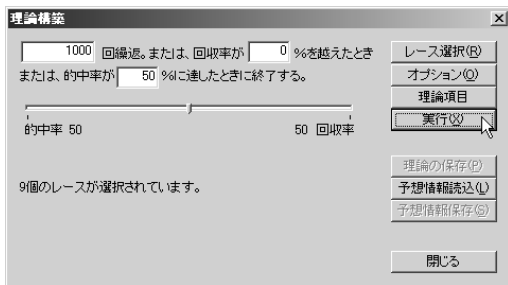 理論構築
1000 回繰返。または、回収率が 0 %を越えたとき
または、的中率が 50 %に達したときに終了する。
的中率 50 50 回収率
9個のレースが選択されています。
レース選択(R)
オプション(O)
理論項目
実行(X)
理論の保存(P)
予想情報読込(L)
予想情報保存(S)
閉じる